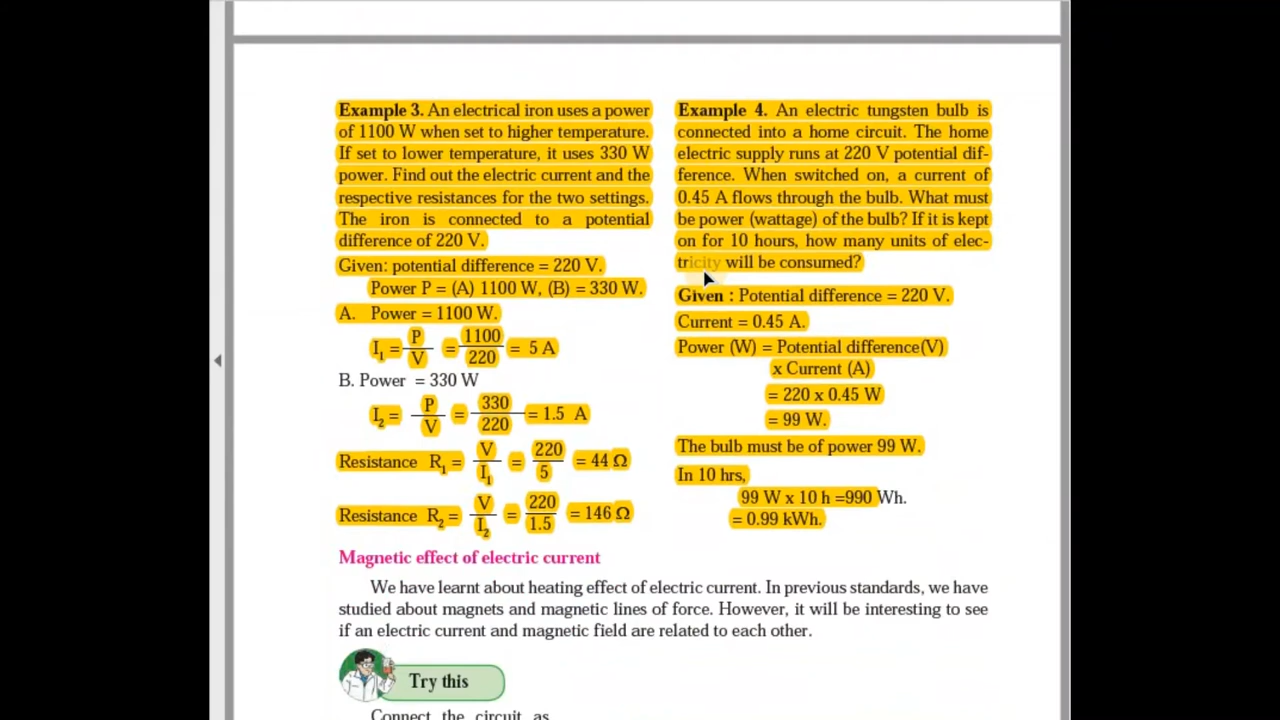 Example 3. An electrical iron uses a power
of 1100 W when set to higher temperature.
If set to lower temperature, it uses 330 W
power. Find out the electric current and the
respective resistances for the two settings.
The iron is connected to a potential
difference of 220 V.
Given: potential difference = 220 V.
Power P = (A) 1100 W, (B) = 330 W.
A. Power = 1100 W.
I₁ = P/V = 1100/220 = 5 A
B. Power = 330 W
I₂ = P/V = 330/220 = 1.5 A
Resistance R₁ = V/I₁ = 220/5 = 44 Ω
Resistance R₂ = V/I₂ = 220/1.5 = 146 Ω
Example 4. An electric tungsten bulb is
connected into a home circuit. The home
electric supply runs at 220 V potential dif-
ference. When switched on, a current of
0.45 A flows through the bulb. What must
be power (wattage) of the bulb? If it is kept
on for 10 hours, how many units of elec-
tricity will be consumed?
Given : Potential difference = 220 V.
Current = 0.45 A.
Power (W) = Potential difference(V)
x Current (A)
= 220 x 0.45 W
= 99 W.
The bulb must be of power 99 W.
In 10 hrs,
99 W x 10 h =990 Wh.
= 0.99 kWh.
Magnetic effect of electric current
We have learnt about heating effect of electric current. In previous standards, we have
studied about magnets and magnetic lines of force. However, it will be interesting to see
if an electric current and magnetic field are related to each other.
Try this
Connect the circuit as